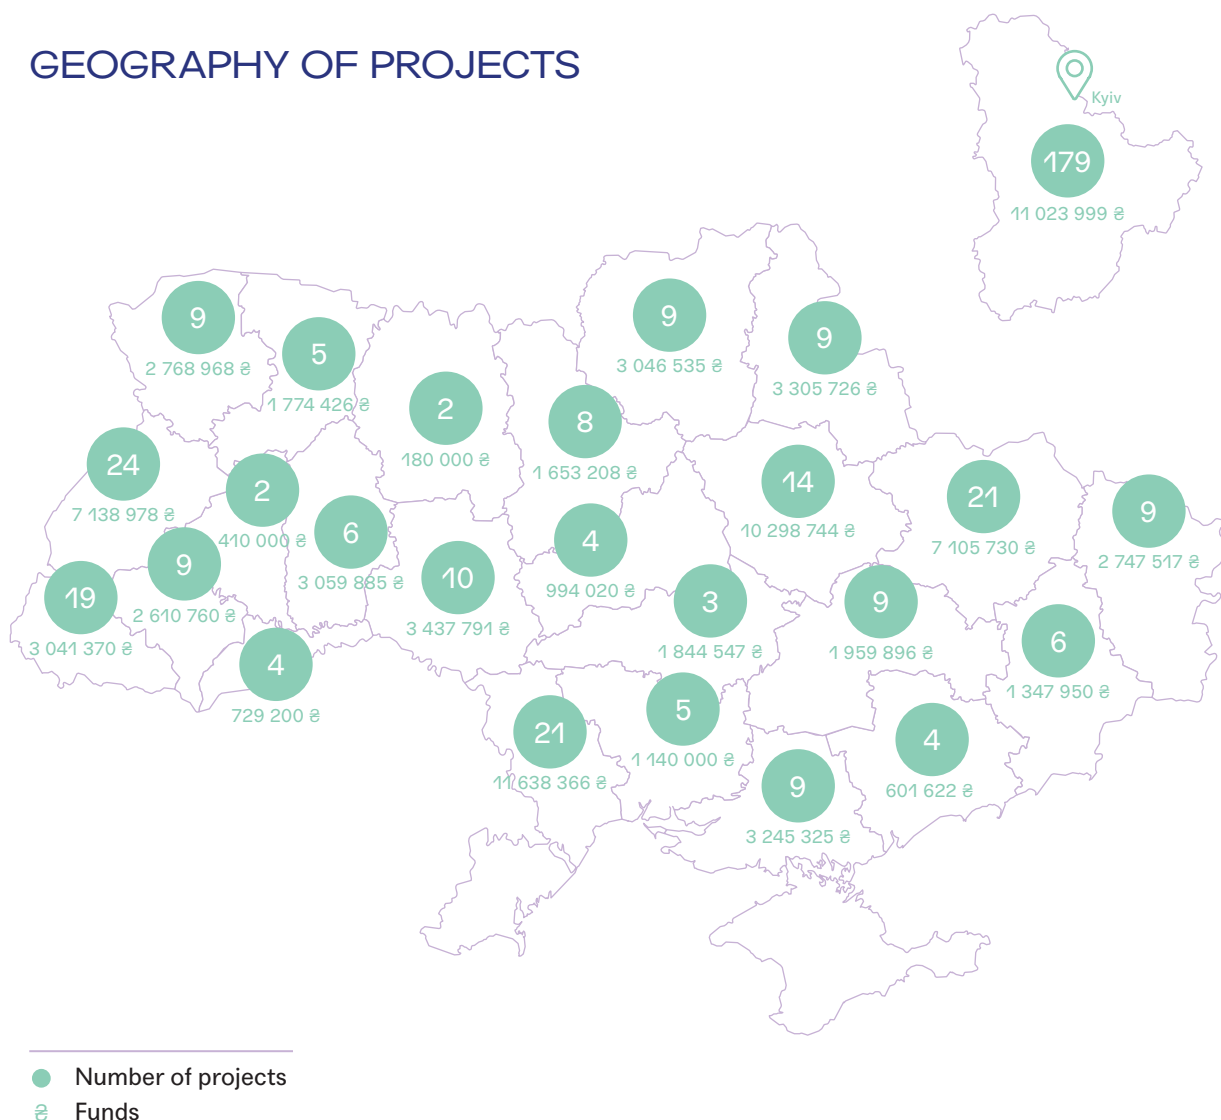 GEOGRAPHY OF PROJECTS
Kyiv
179
11 023 999 ₴
9
2 768 968 ₴
5
1 774 426 ₴
2
180 000 ₴
9
3 046 535 ₴
9
3 305 726 ₴
8
1 653 208 ₴
24
7 138 978 ₴
2
410 000 ₴
6
3 059 885 ₴
14
10 298 744 ₴
21
7 105 730 ₴
9
2 747 517 ₴
4
994 020 ₴
9
2 610 760 ₴
19
3 041 370 ₴
10
3 437 791 ₴
3
1 844 547 ₴
9
1 959 896 ₴
6
1 347 950 ₴
4
729 200 ₴
21
11 638 366 ₴
5
1 140 000 ₴
4
601 622 ₴
9
3 245 325 ₴
Number of projects
₴ Funds